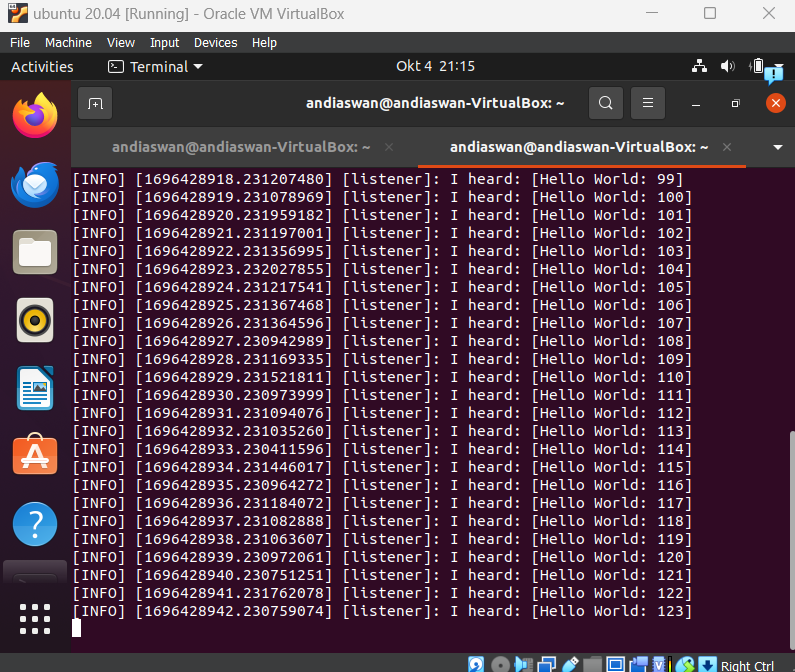 ubuntu 20.04 [Running] - Oracle VM VirtualBox
File Machine View Input Devices Help
Activities Terminal Okt 4 21:15
andiaswan@andiaswan-VirtualBox: ~
andiaswan@andiaswan-VirtualBox: ~ × andiaswan@andiaswan-VirtualBox: ~ ×
[INFO] [1696428918.231207480] [listener]: I heard: [Hello World: 99]
[INFO] [1696428919.231078969] [listener]: I heard: [Hello World: 100]
[INFO] [1696428920.231959182] [listener]: I heard: [Hello World: 101]
[INFO] [1696428921.231197001] [listener]: I heard: [Hello World: 102]
[INFO] [1696428922.231356995] [listener]: I heard: [Hello World: 103]
[INFO] [1696428923.232027855] [listener]: I heard: [Hello World: 104]
[INFO] [1696428924.231217541] [listener]: I heard: [Hello World: 105]
[INFO] [1696428925.231367468] [listener]: I heard: [Hello World: 106]
[INFO] [1696428926.231364596] [listener]: I heard: [Hello World: 107]
[INFO] [1696428927.230942989] [listener]: I heard: [Hello World: 108]
[INFO] [1696428928.231169335] [listener]: I heard: [Hello World: 109]
[INFO] [1696428929.231521811] [listener]: I heard: [Hello World: 110]
[INFO] [1696428930.230973999] [listener]: I heard: [Hello World: 111]
[INFO] [1696428931.231094076] [listener]: I heard: [Hello World: 112]
[INFO] [1696428932.231035260] [listener]: I heard: [Hello World: 113]
[INFO] [1696428933.230411596] [listener]: I heard: [Hello World: 114]
[INFO] [1696428934.231446017] [listener]: I heard: [Hello World: 115]
[INFO] [1696428935.230964272] [listener]: I heard: [Hello World: 116]
[INFO] [1696428936.231184072] [listener]: I heard: [Hello World: 117]
[INFO] [1696428937.231082888] [listener]: I heard: [Hello World: 118]
[INFO] [1696428938.231063607] [listener]: I heard: [Hello World: 119]
[INFO] [1696428939.230972061] [listener]: I heard: [Hello World: 120]
[INFO] [1696428940.230751251] [listener]: I heard: [Hello World: 121]
[INFO] [1696428941.231762078] [listener]: I heard: [Hello World: 122]
[INFO] [1696428942.230759074] [listener]: I heard: [Hello World: 123]
Right Ctrl